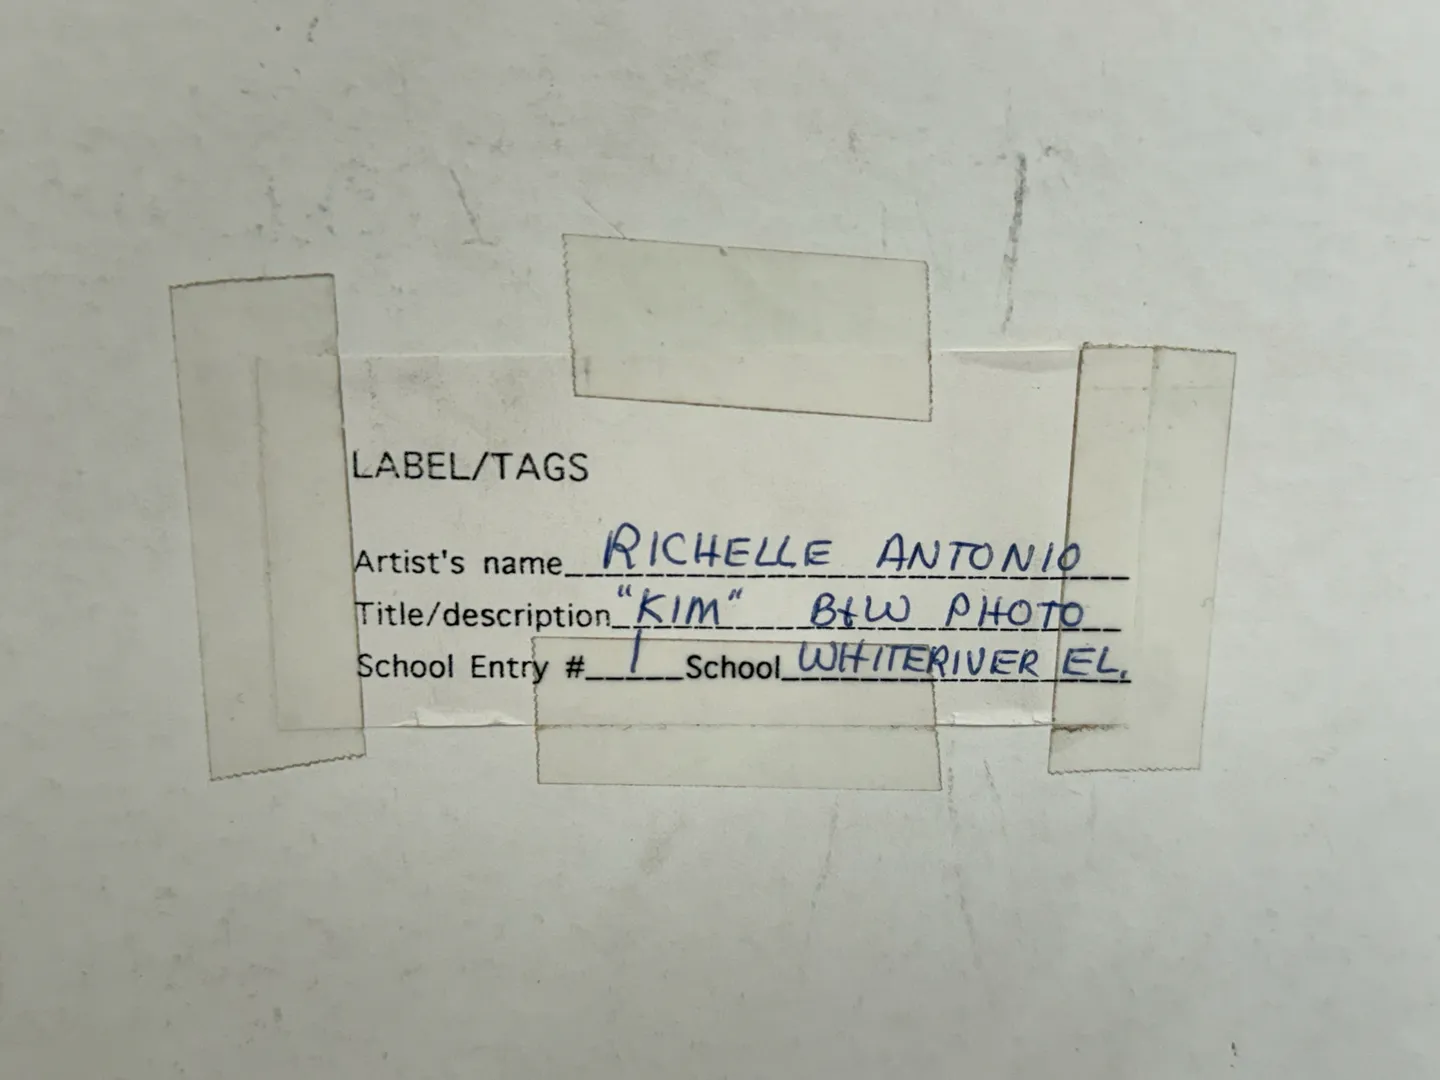 LABEL/TAGS
Artist's name RICHELLE ANTONIO
Title/description "KIM" B&W PHOTO
School Entry # 1 School WHITERIVER EL.